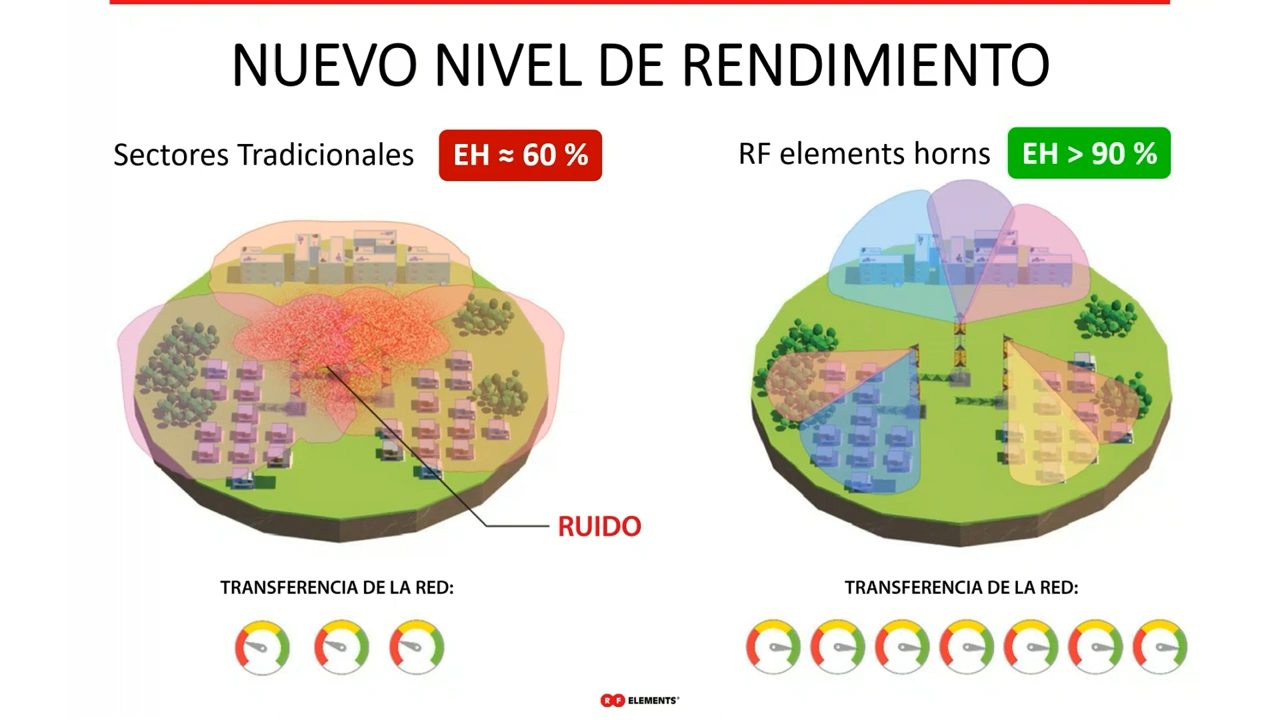 NUEVO NIVEL DE RENDIMIENTO
Sectores Tradicionales
EH ≈ 60 %
RF elements horns
EH > 90 %
RUIDO
TRANSFERENCIA DE LA RED:
TRANSFERENCIA DE LA RED:
RF ELEMENTS